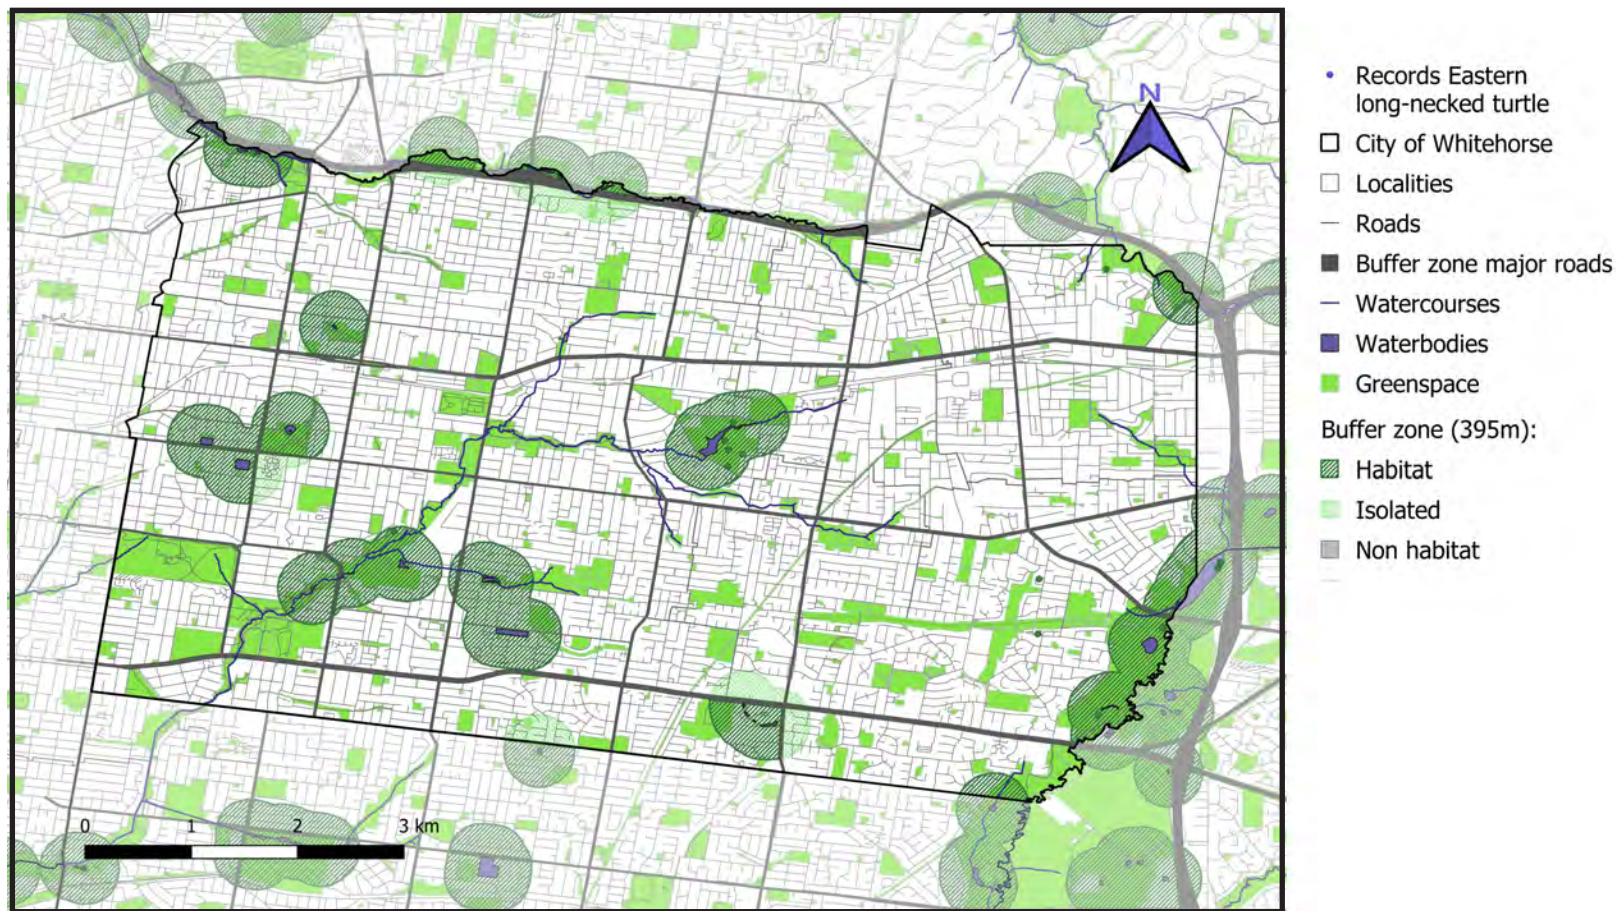 N
Records Eastern
long-necked turtle
City of Whitehorse
Localities
Roads
Buffer zone major roads
Watercourses
Waterbodies
Greenspace
Buffer zone (395m):
Habitat
Isolated
Non habitat
0 1 2 3 km